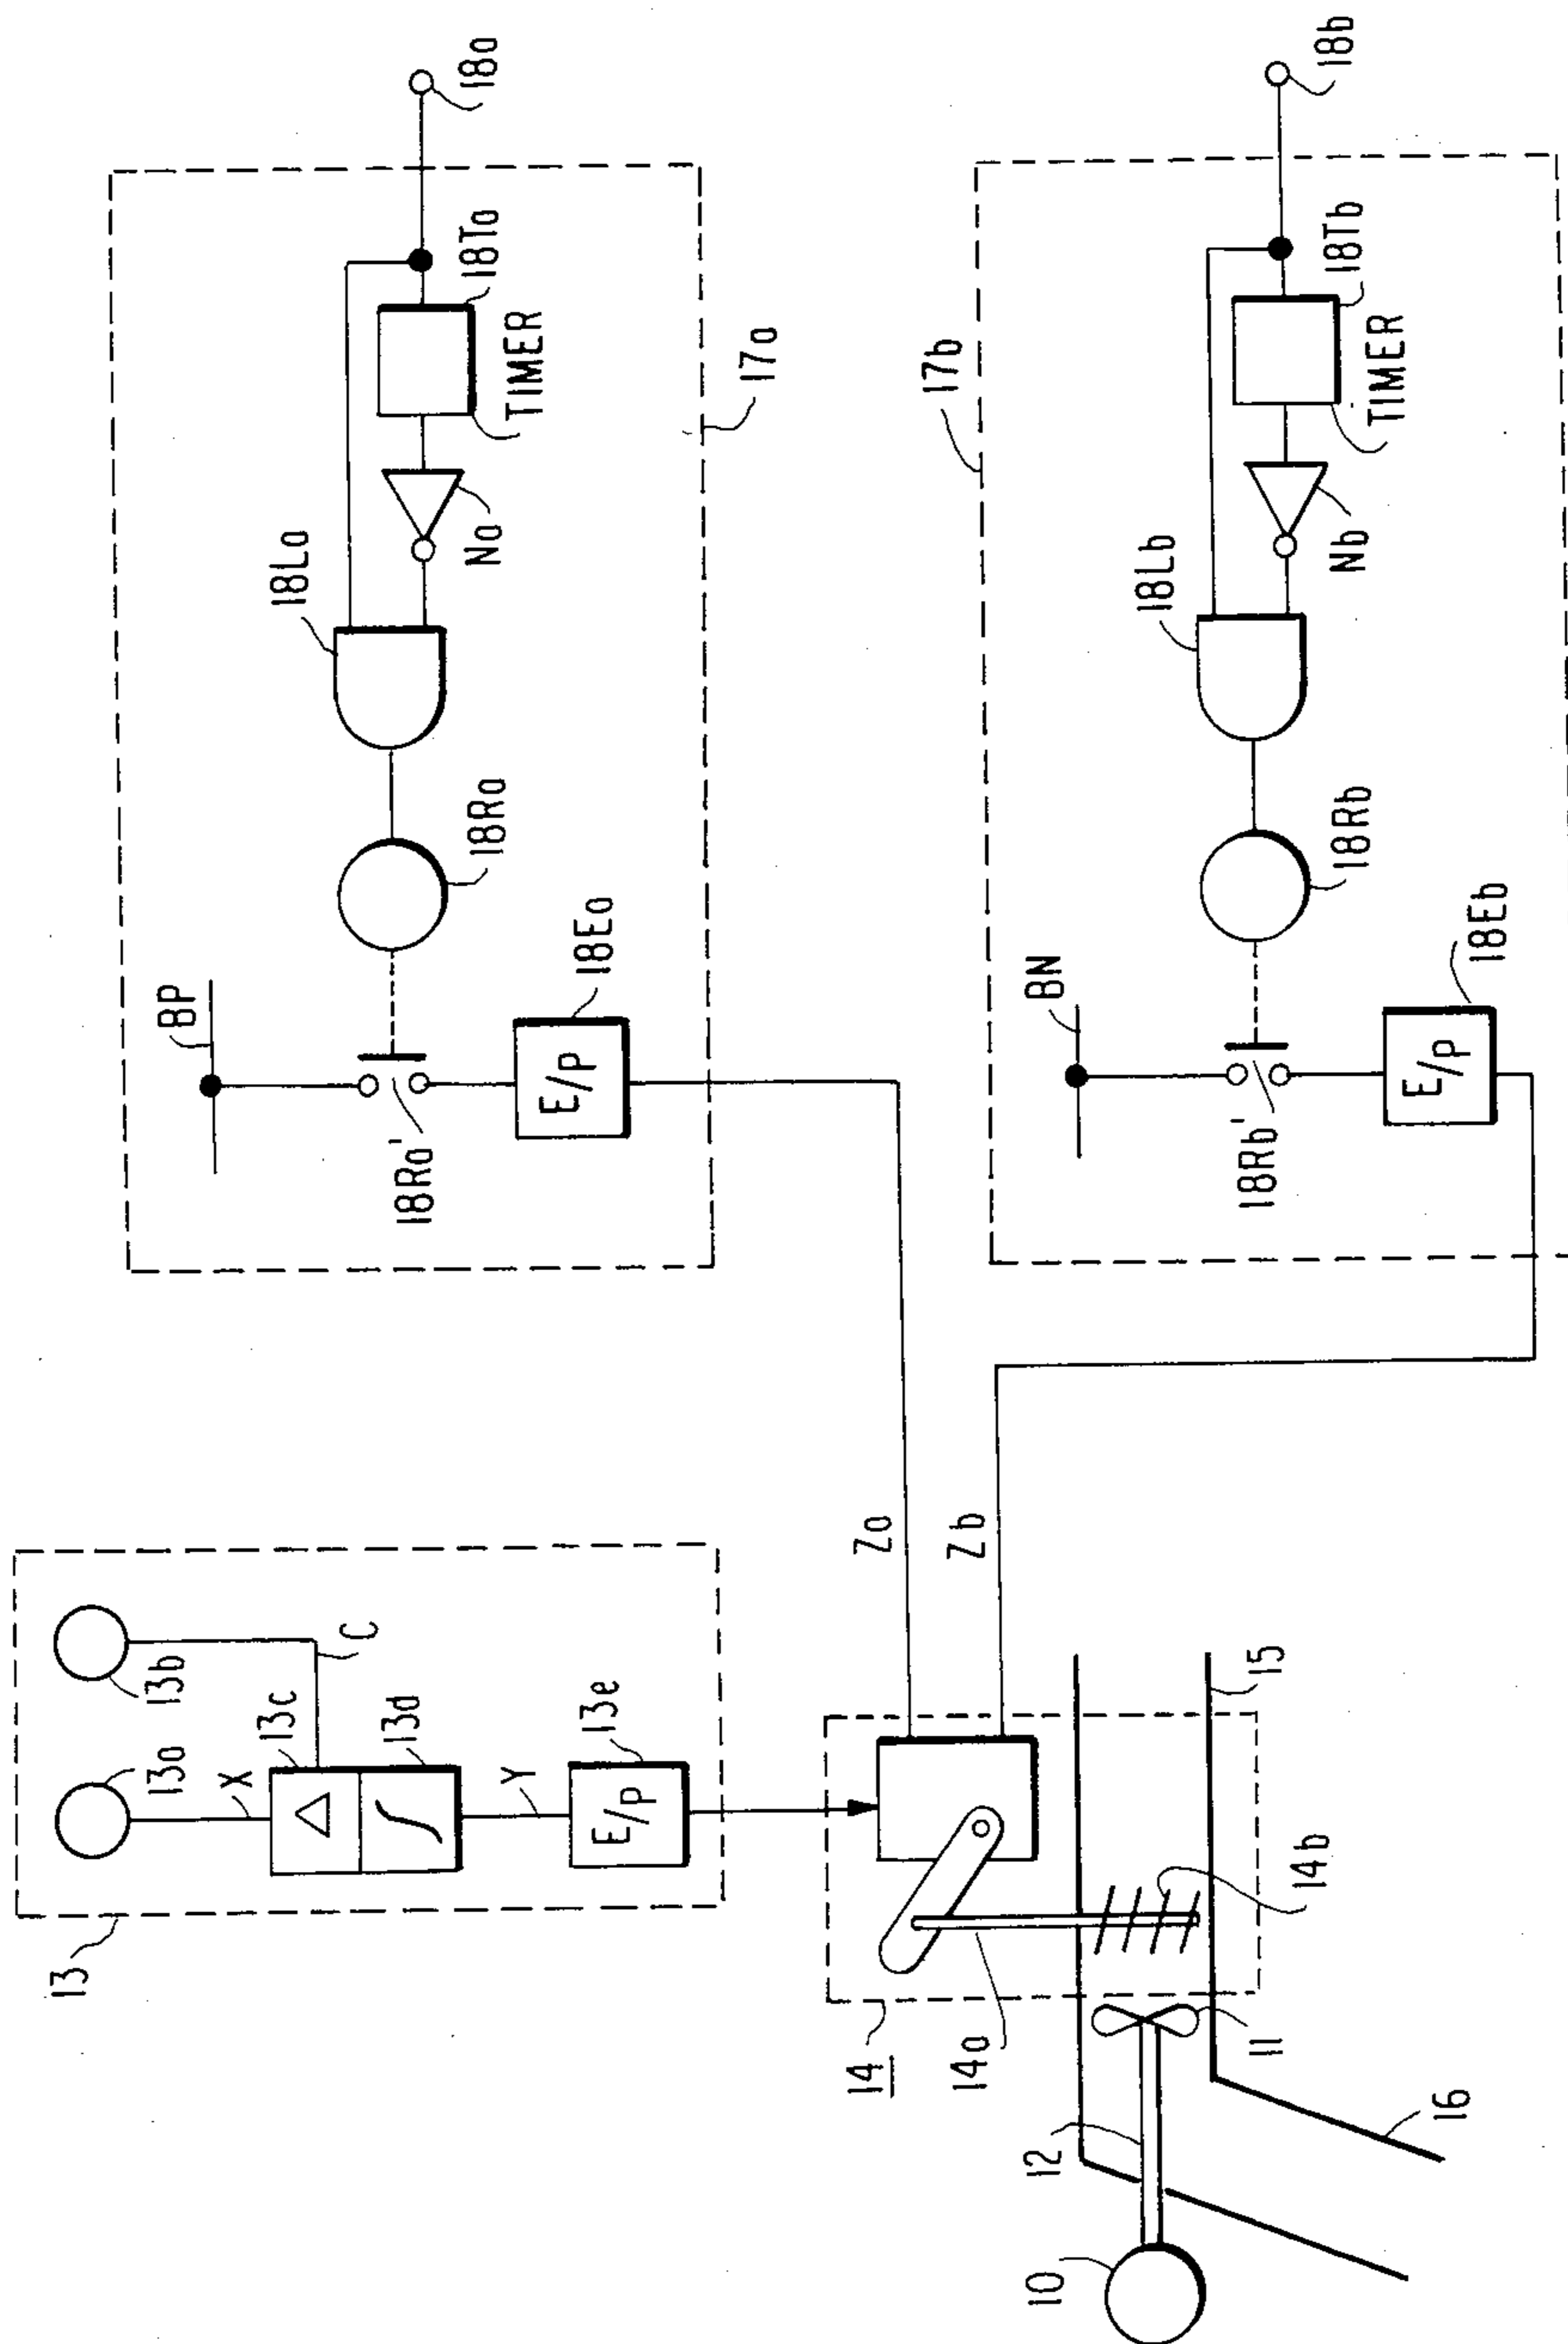 13
13a
13b
X
C
13c
13d
Y
13e
E/P
14
14a
Za
Zb
10
12
11
14b
15
16
BP
18Ra'
E/P
18Ea
18Ra
18La
Na
TIMER
18Ta
18a
17a
17b
BN
18Rb'
E/P
18Eb
18Rb
18Lb
Nb
TIMER
18Tb
18b